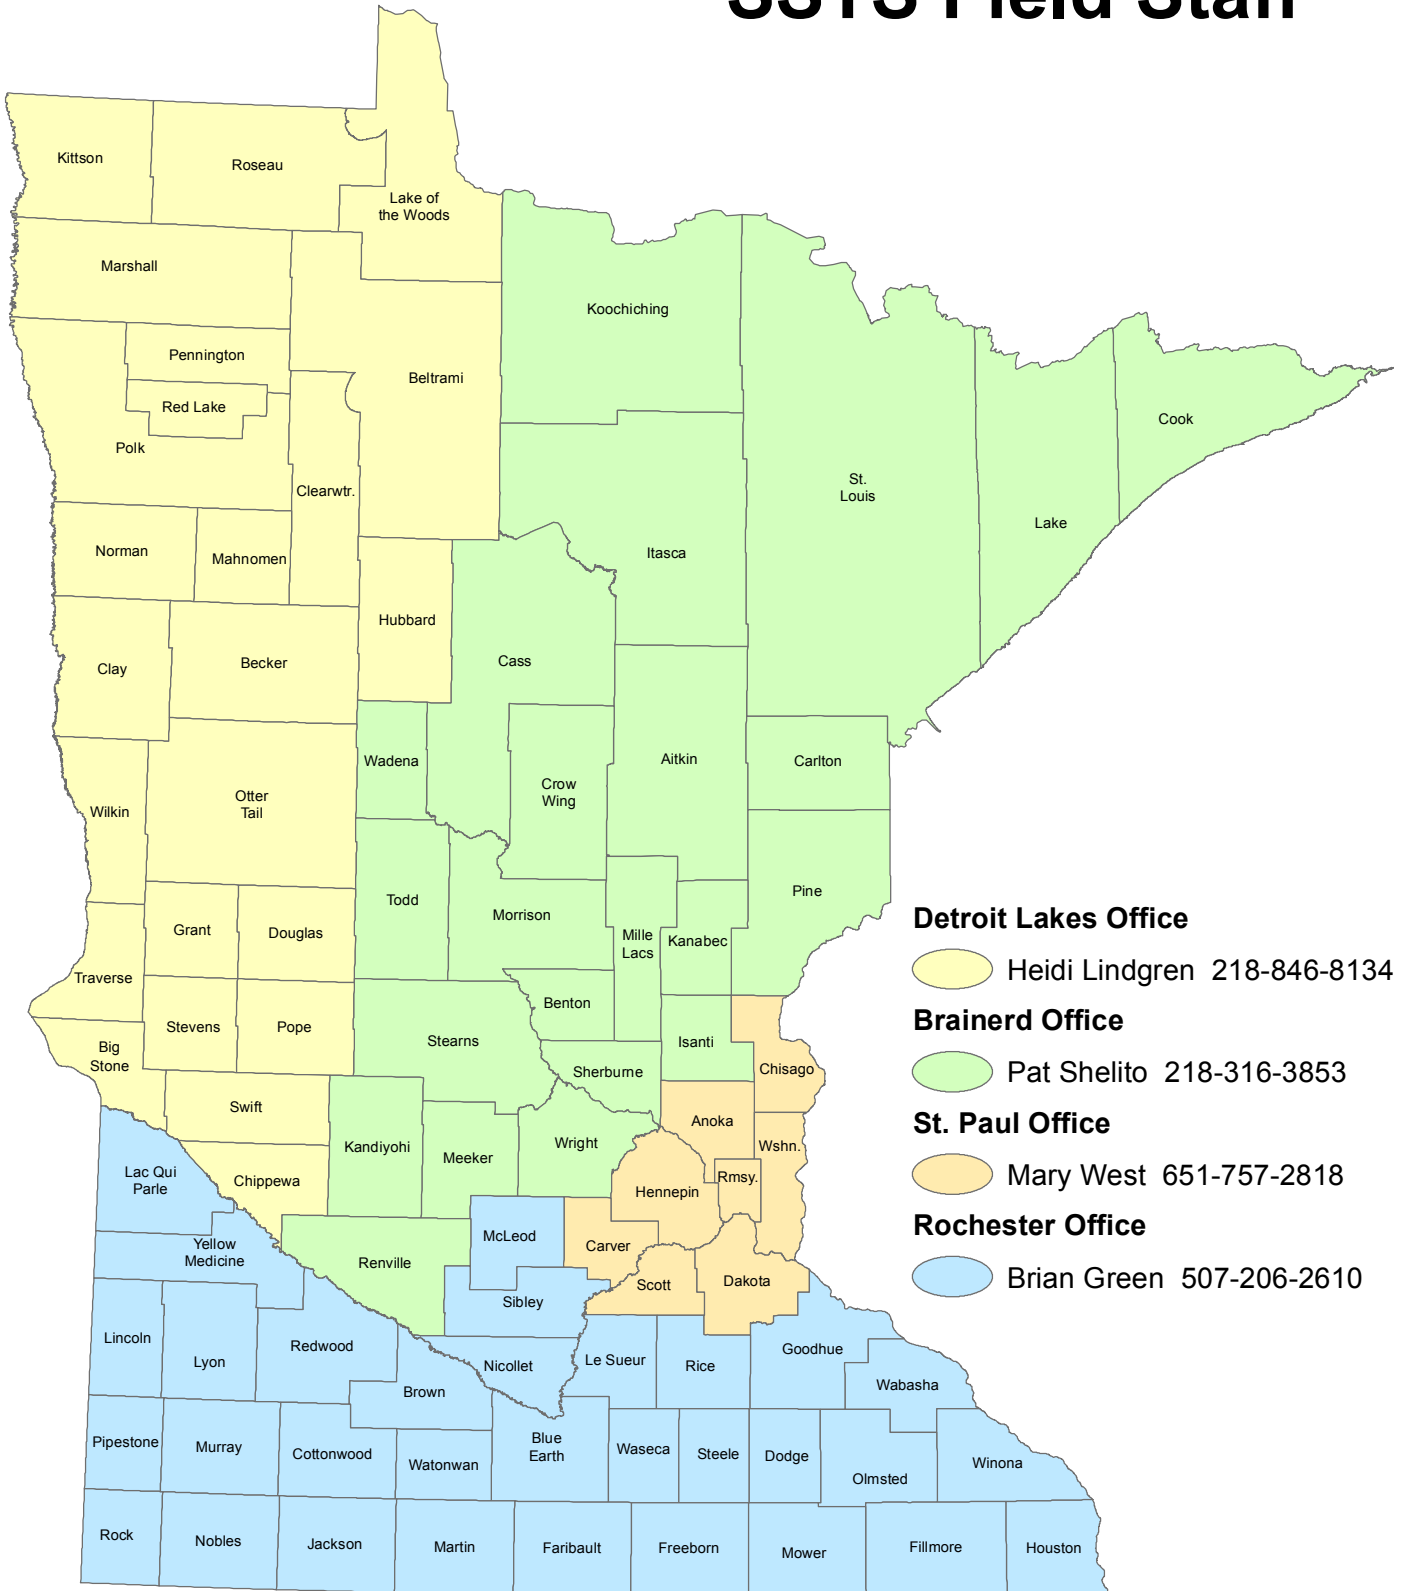 SSTS Field Staff
Kittson
Roseau
Lake of
the Woods
Marshall
Koochiching
Pennington
Beltrami
Red Lake
Cook
Polk
St.
Louis
Clearwtr.
Lake
Norman
Mahnomen
Itasca
Hubbard
Clay
Becker
Cass
Wadena
Aitkin
Carlton
Crow
Wing
Otter
Tail
Wilkin
Pine
Todd
Morrison
Grant
Douglas
Mille
Lacs
Kanabec
Traverse
Benton
Stevens
Pope
Stearns
Isanti
Big
Stone
Sherburne
Chisago
Swift
Anoka
Kandiyohi
Meeker
Wright
Wshn.
Lac Qui
Parle
Chippewa
Hennepin
Rmsy.
McLeod
Yellow
Medicine
Renville
Carver
Scott
Dakota
Sibley
Lincoln
Lyon
Redwood
Nicollet
Le Sueur
Rice
Goodhue
Brown
Wabasha
Pipestone
Murray
Cottonwood
Watonwan
Blue
Earth
Waseca
Steele
Dodge
Olmsted
Winona
Rock
Nobles
Jackson
Martin
Faribault
Freeborn
Mower
Fillmore
Houston
Detroit Lakes Office
Heidi Lindgren 218-846-8134
Brainerd Office
Pat Shelito 218-316-3853
St. Paul Office
Mary West 651-757-2818
Rochester Office
Brian Green 507-206-2610